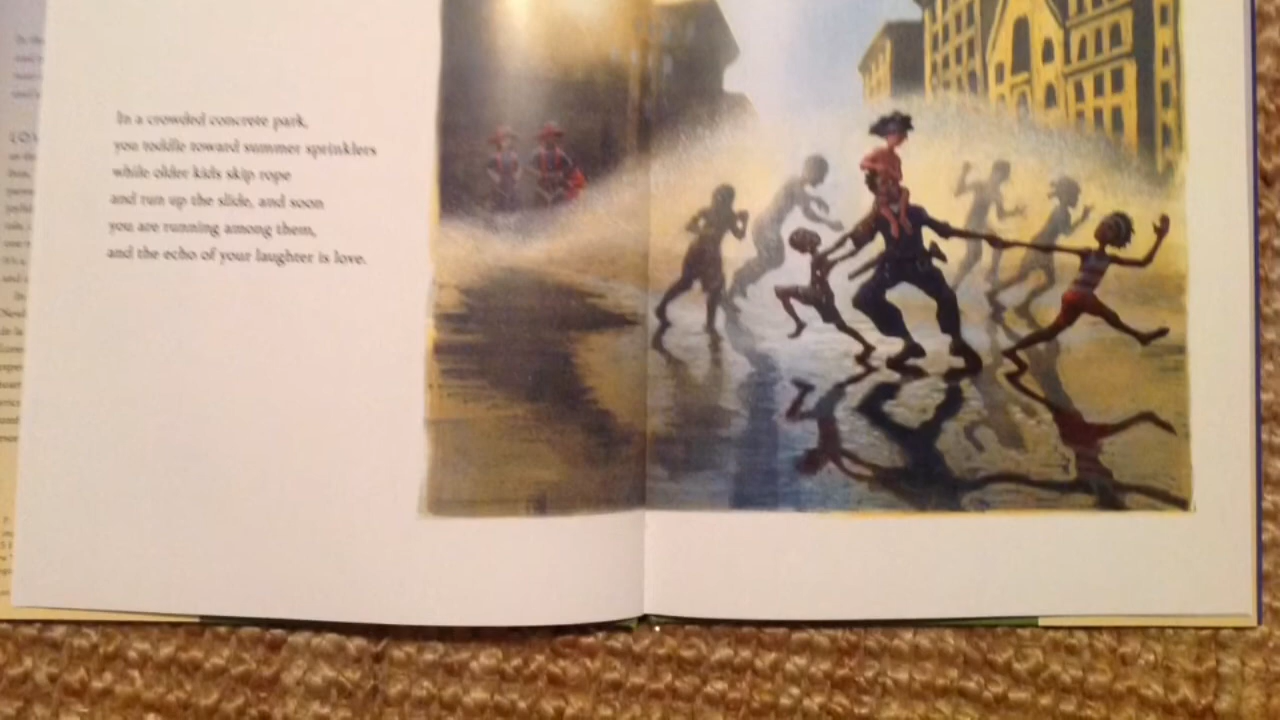 In a crowded concrete park,
you toddle toward summer sprinklers
while older kids skip rope
and run up the slide, and soon
you are running among them,
and the echo of your laughter is love.